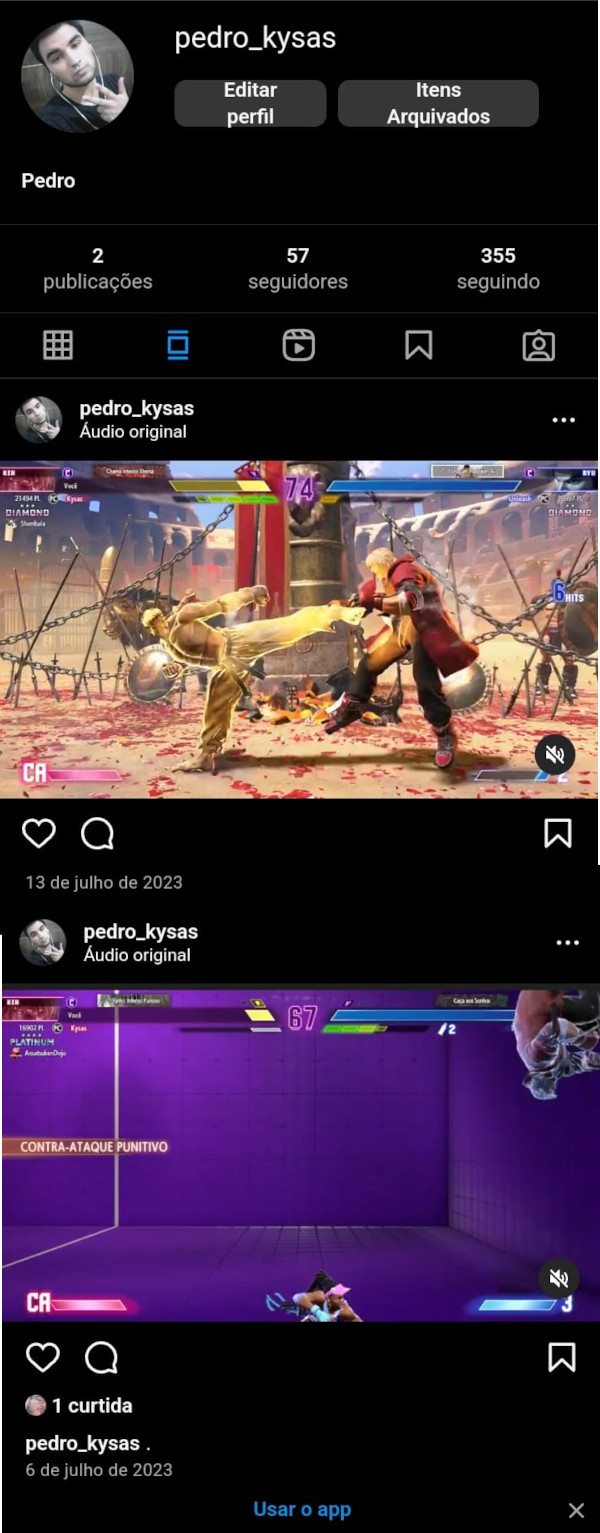 pedro_kysas
Editar
perfil
Itens
Arquivados
Pedro
2
publicações
57
seguidores
355
seguindo
pedro_kysas
Áudio original
KEN
C
Chama Interior Eterna
74
C
RYU
Você
21494 PL
PC
Kysas
DIAMOND
Shambala
Unleash
PC
DIAMOND
6 HITS
CA
2
13 de julho de 2023
pedro_kysas
Áudio original
KEN
C
67
Caça aos Sonhos
Você
16902 PL
PC
Kysas
2
PLATINUM
AnsatsukenDojo
CONTRA-ATAQUE PUNITIVO
CA
3
1 curtida
pedro_kysas .
6 de julho de 2023
Usar o app